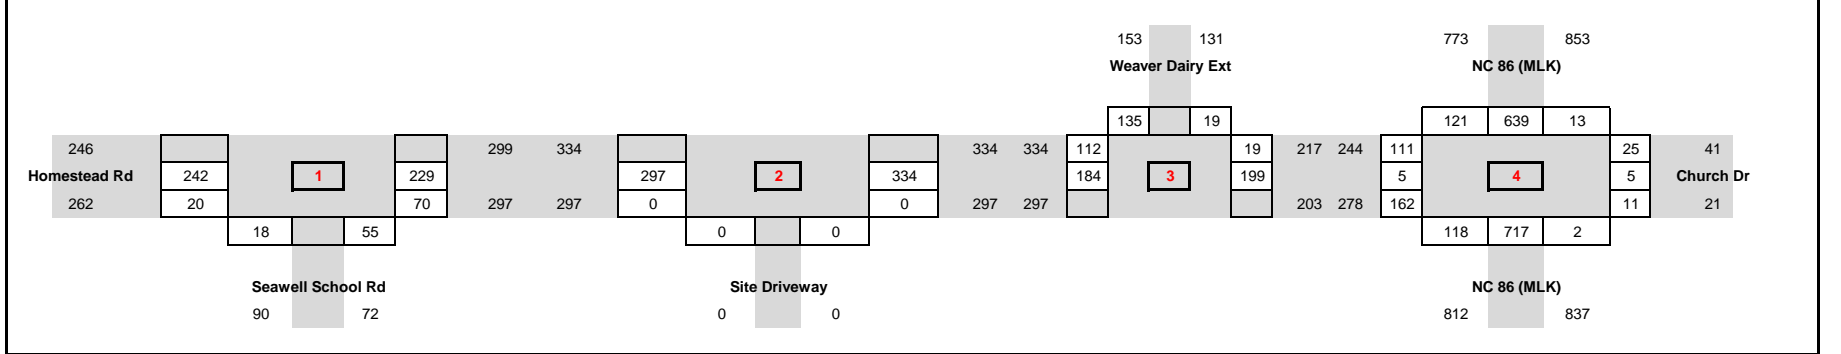 153 131 773 853
Weaver Dairy Ext NC 86 (MLK)
135 19 121 639 13
246 299 334 334 334 112 19 217 244 111 25 41
Homestead Rd 242 1 229 297 2 334 184 3 199 5 4 5 Church Dr
262 20 70 297 297 0 0 297 297 203 278 162 11 21
18 55 0 0 118 717 2
Seawell School Rd Site Driveway NC 86 (MLK)
90 72 0 0 812 837